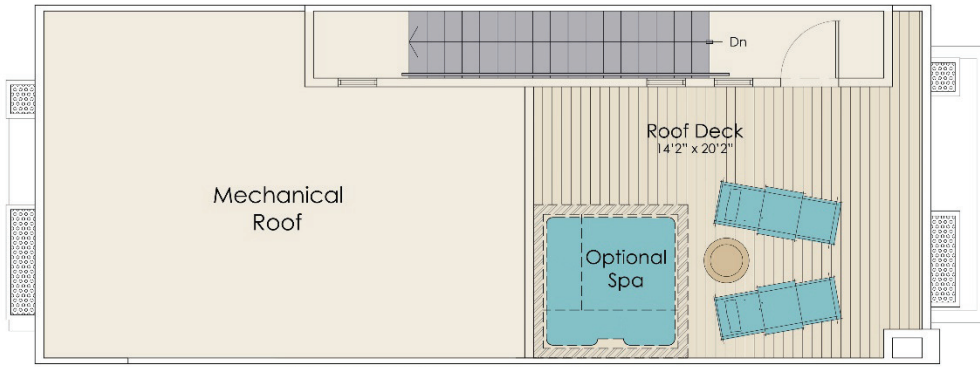 Dn
Roof Deck
14'2" x 20'2"
Mechanical
Roof
Optional
Spa